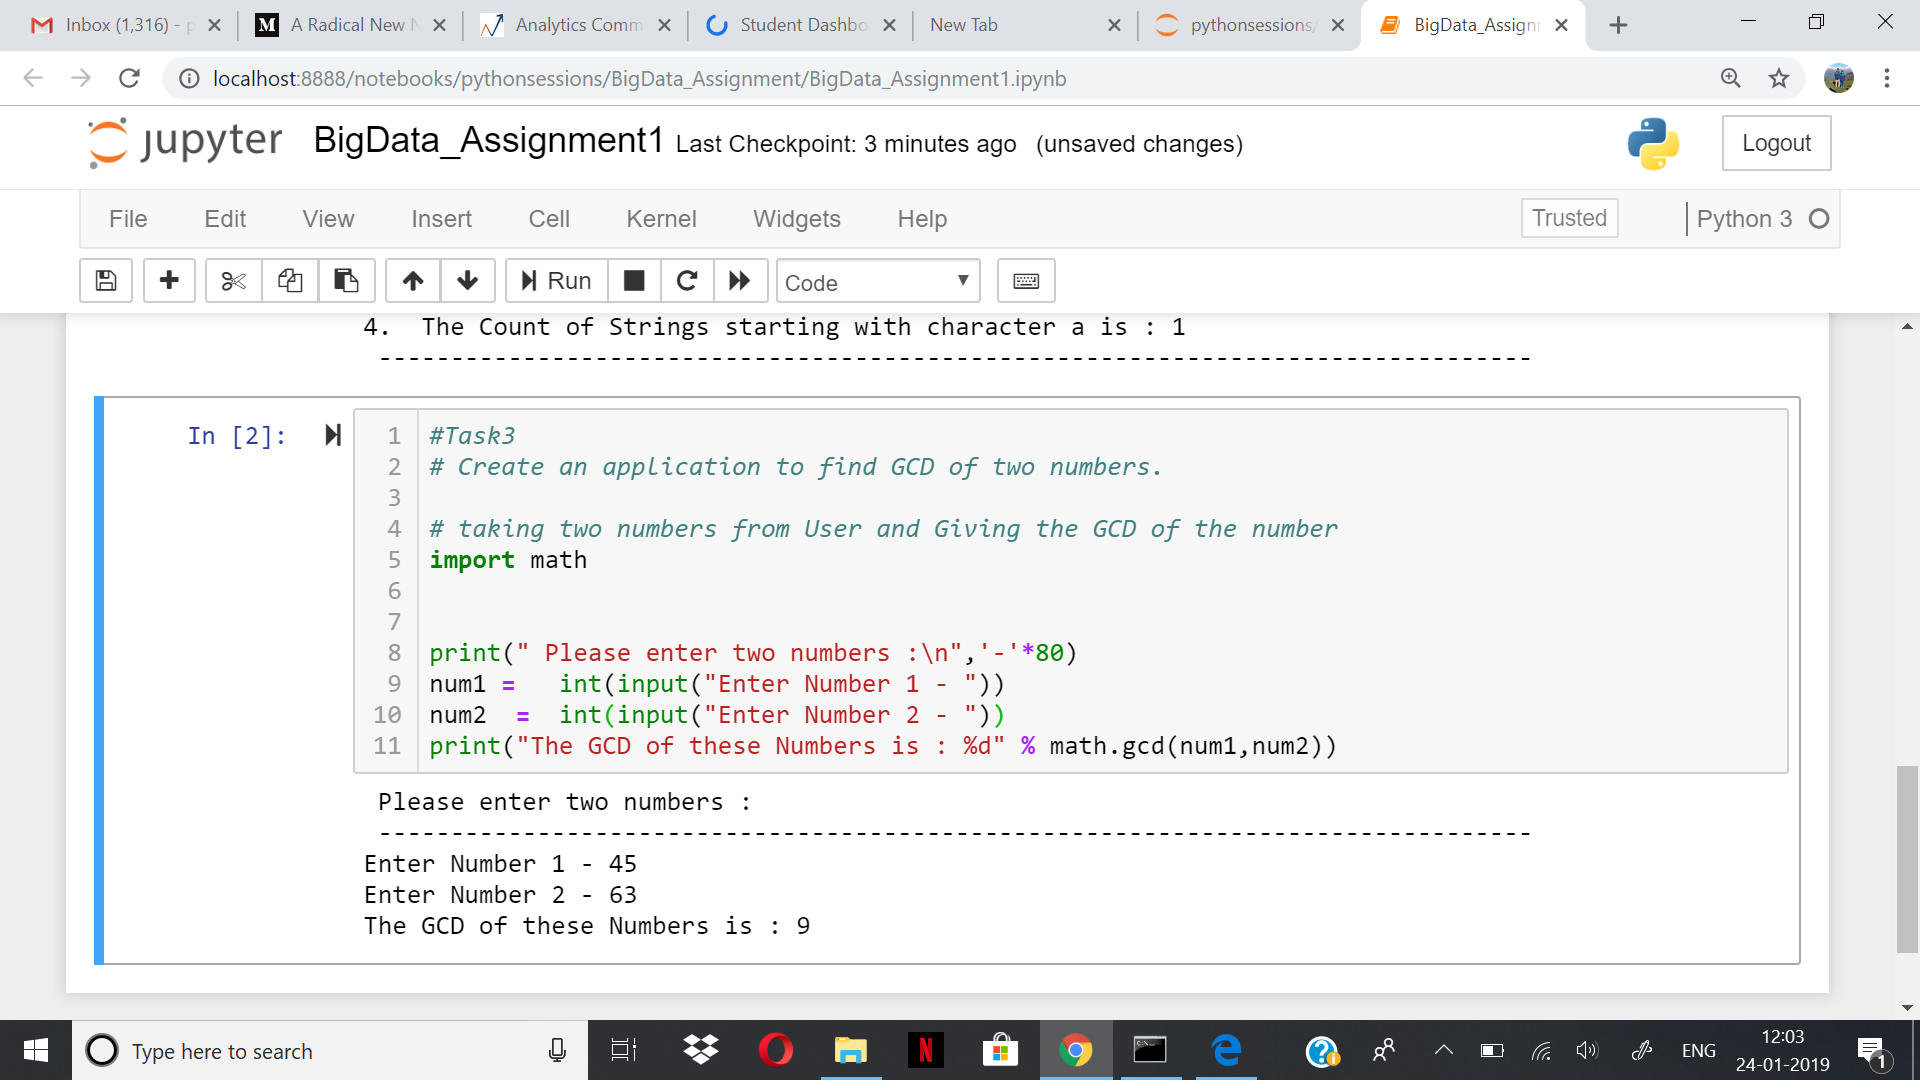 Inbox (1,316) - p
M A Radical New N
Analytics Comm
Student Dashbo
New Tab
pythonsessions/
BigData_Assignm
localhost:8888/notebooks/pythonsessions/BigData_Assignment/BigData_Assignment1.ipynb
jupyter BigData_Assignment1 Last Checkpoint: 3 minutes ago (unsaved changes)
Logout
File Edit View Insert Cell Kernel Widgets Help
Trusted
Python 3
Run
Code
4.  The Count of Strings starting with character a is : 1
--------------------------------------------------------------------------------
In [2]:
1 #Task3
2 # Create an application to find GCD of two numbers.
3
4 # taking two numbers from User and Giving the GCD of the number
5 import math
6
7
8 print(" Please enter two numbers :\n",'-'*80)
9 num1 =   int(input("Enter Number 1 - "))
10 num2  =  int(input("Enter Number 2 - "))
11 print("The GCD of these Numbers is : %d" % math.gcd(num1,num2))
Please enter two numbers :
--------------------------------------------------------------------------------
Enter Number 1 - 45
Enter Number 2 - 63
The GCD of these Numbers is : 9
Type here to search
N
ENG
12:03
24-01-2019
1